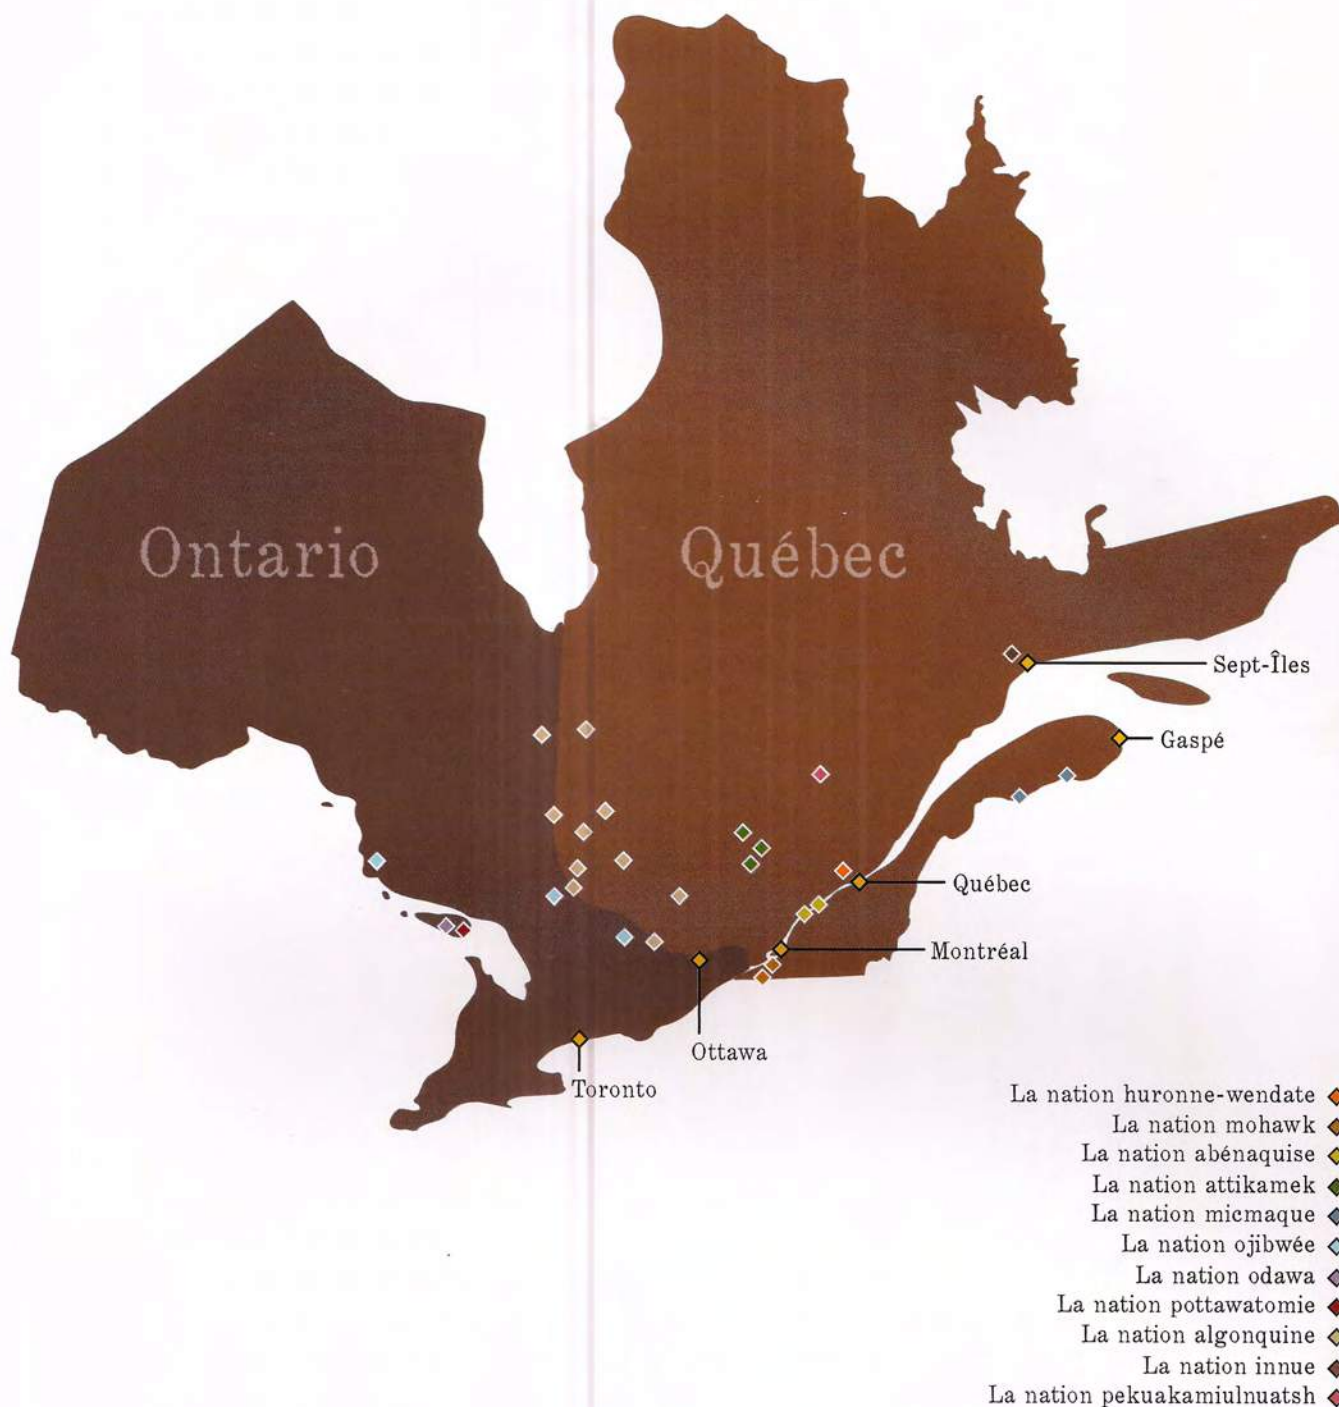 Ontario
Québec
Sept-Îles
Gaspé
Québec
Montréal
Ottawa
Toronto
La nation huronne-wendate
La nation mohawk
La nation abénaquise
La nation attikamek
La nation micmaque
La nation ojibwée
La nation odawa
La nation pottawatomie
La nation algonquine
La nation innue
La nation pekuakamiulnuatsh